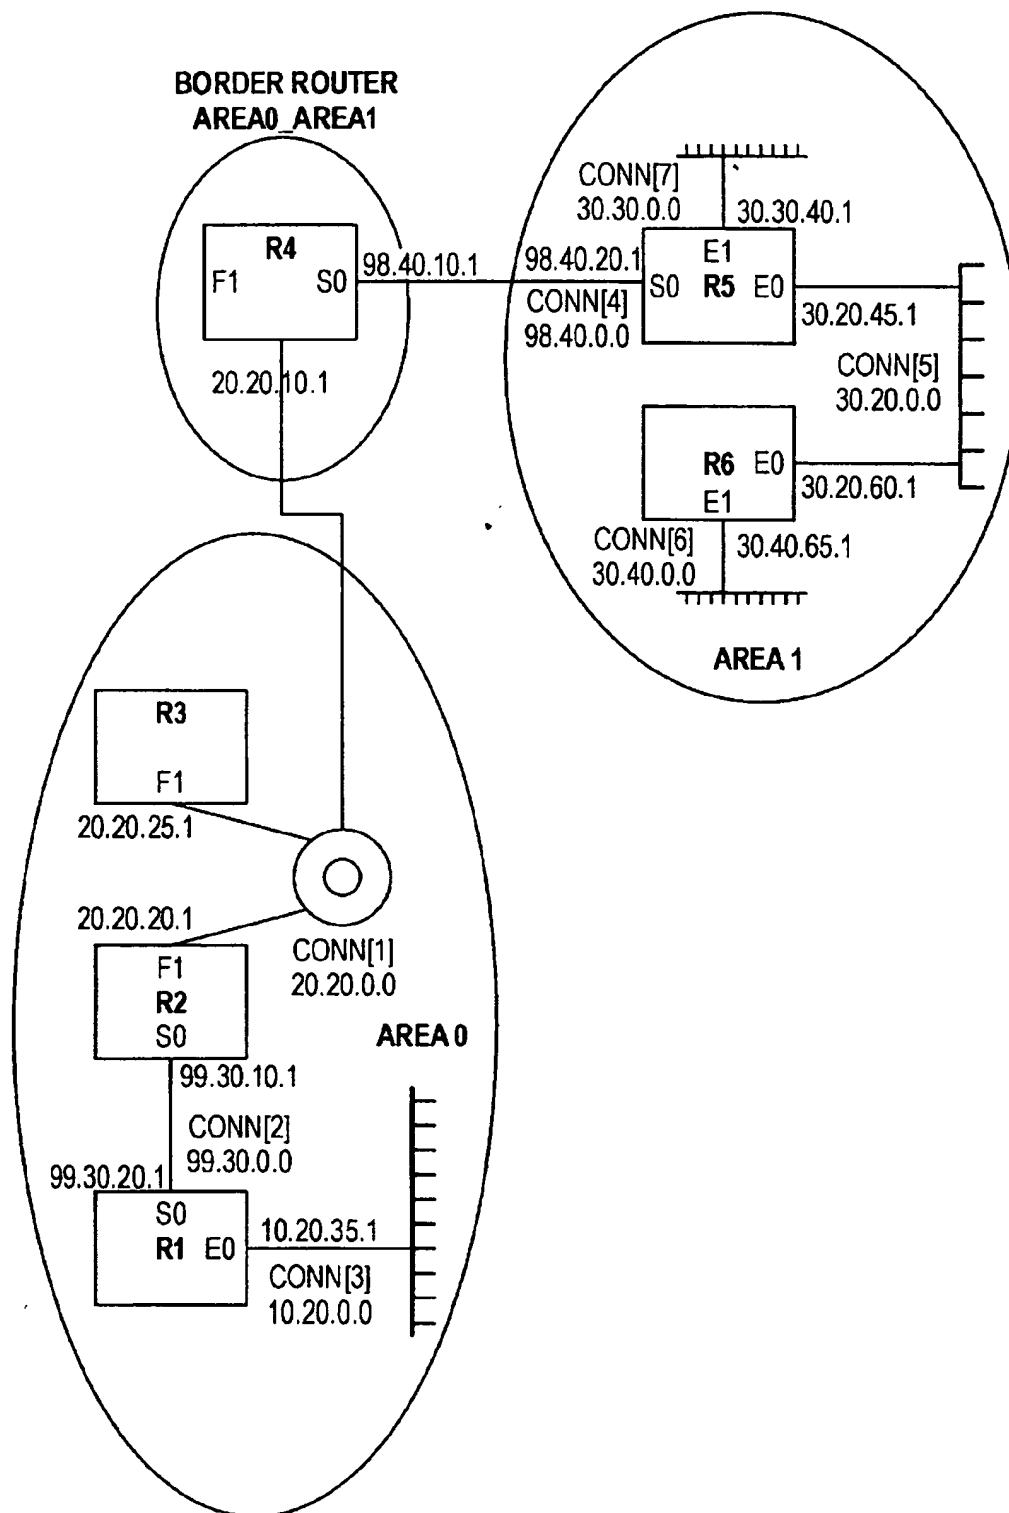 BORDER ROUTER
AREA0_AREA1
R4
F1
S0
98.40.10.1
20.20.10.1
CONN[7]
30.30.0.0
30.30.40.1
98.40.20.1
CONN[4]
98.40.0.0
E1
S0
R5
E0
30.20.45.1
CONN[5]
30.20.0.0
R6
E0
E1
30.20.60.1
CONN[6]
30.40.0.0
30.40.65.1
AREA 1
R3
F1
20.20.25.1
20.20.20.1
CONN[1]
20.20.0.0
F1
R2
S0
AREA 0
99.30.10.1
CONN[2]
99.30.0.0
99.30.20.1
S0
R1
E0
10.20.35.1
CONN[3]
10.20.0.0